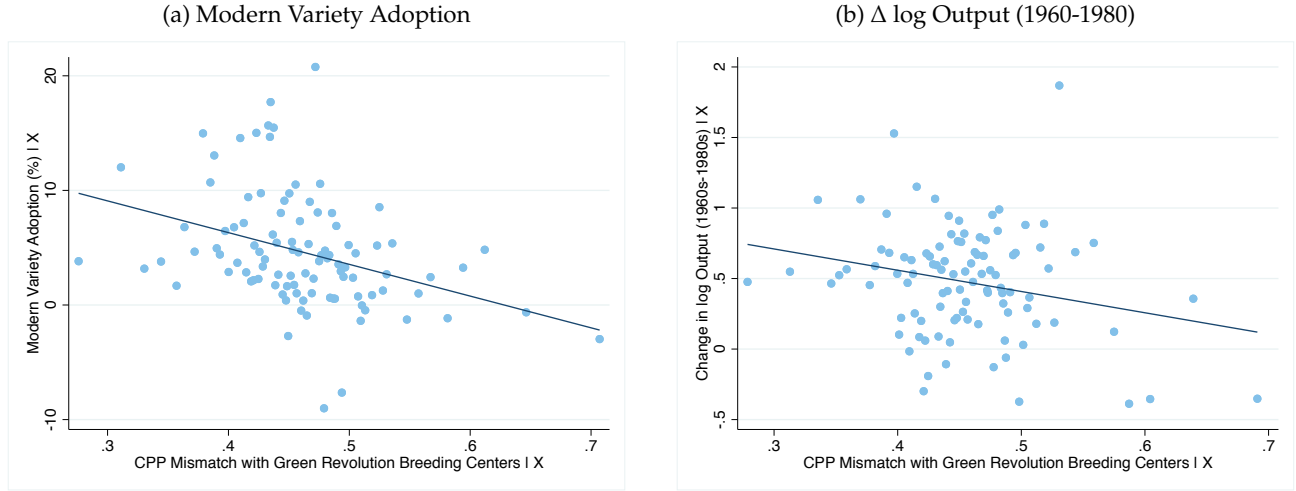 (a) Modern Variety Adoption
Modern Variety Adoption (%) | X
20
10
0
-10
.3 .4 .5 .6 .7
CPP Mismatch with Green Revolution Breeding Centers | X
(b) Δ log Output (1960-1980)
Change in log Output (1960s-1980s) | X
2
1.5
1
.5
0
-.5
.3 .4 .5 .6 .7
CPP Mismatch with Green Revolution Breeding Centers | X